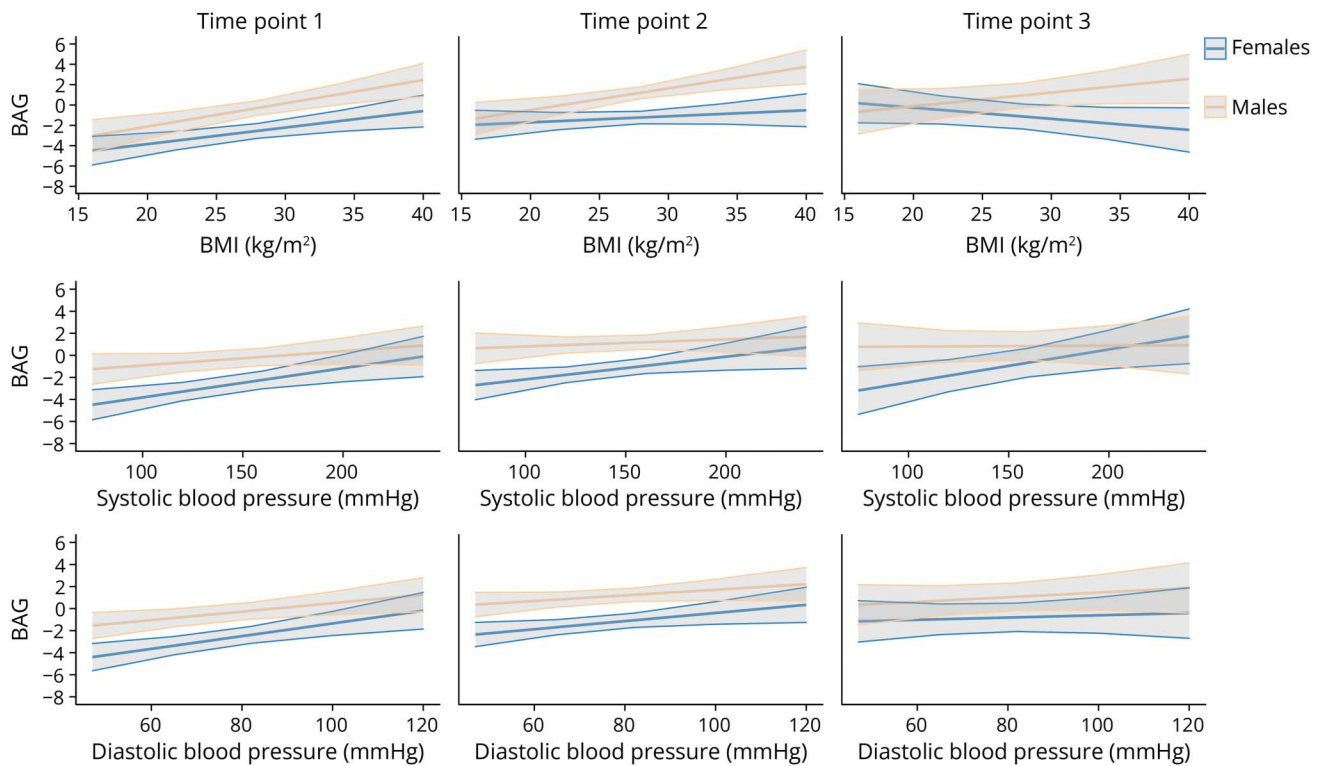 Time point 1
Time point 2
Time point 3
BAG
6
4
2
0
−2
−4
−6
−8
15 20 25 30 35 40
15 20 25 30 35 40
15 20 25 30 35 40
BMI (kg/m²)
BMI (kg/m²)
BMI (kg/m²)
Females
Males
BAG
6
4
2
0
−2
−4
−6
−8
100 150 200
100 150 200
100 150 200
Systolic blood pressure (mmHg)
Systolic blood pressure (mmHg)
Systolic blood pressure (mmHg)
BAG
6
4
2
0
−2
−4
−6
−8
60 80 100 120
60 80 100 120
60 80 100 120
Diastolic blood pressure (mmHg)
Diastolic blood pressure (mmHg)
Diastolic blood pressure (mmHg)